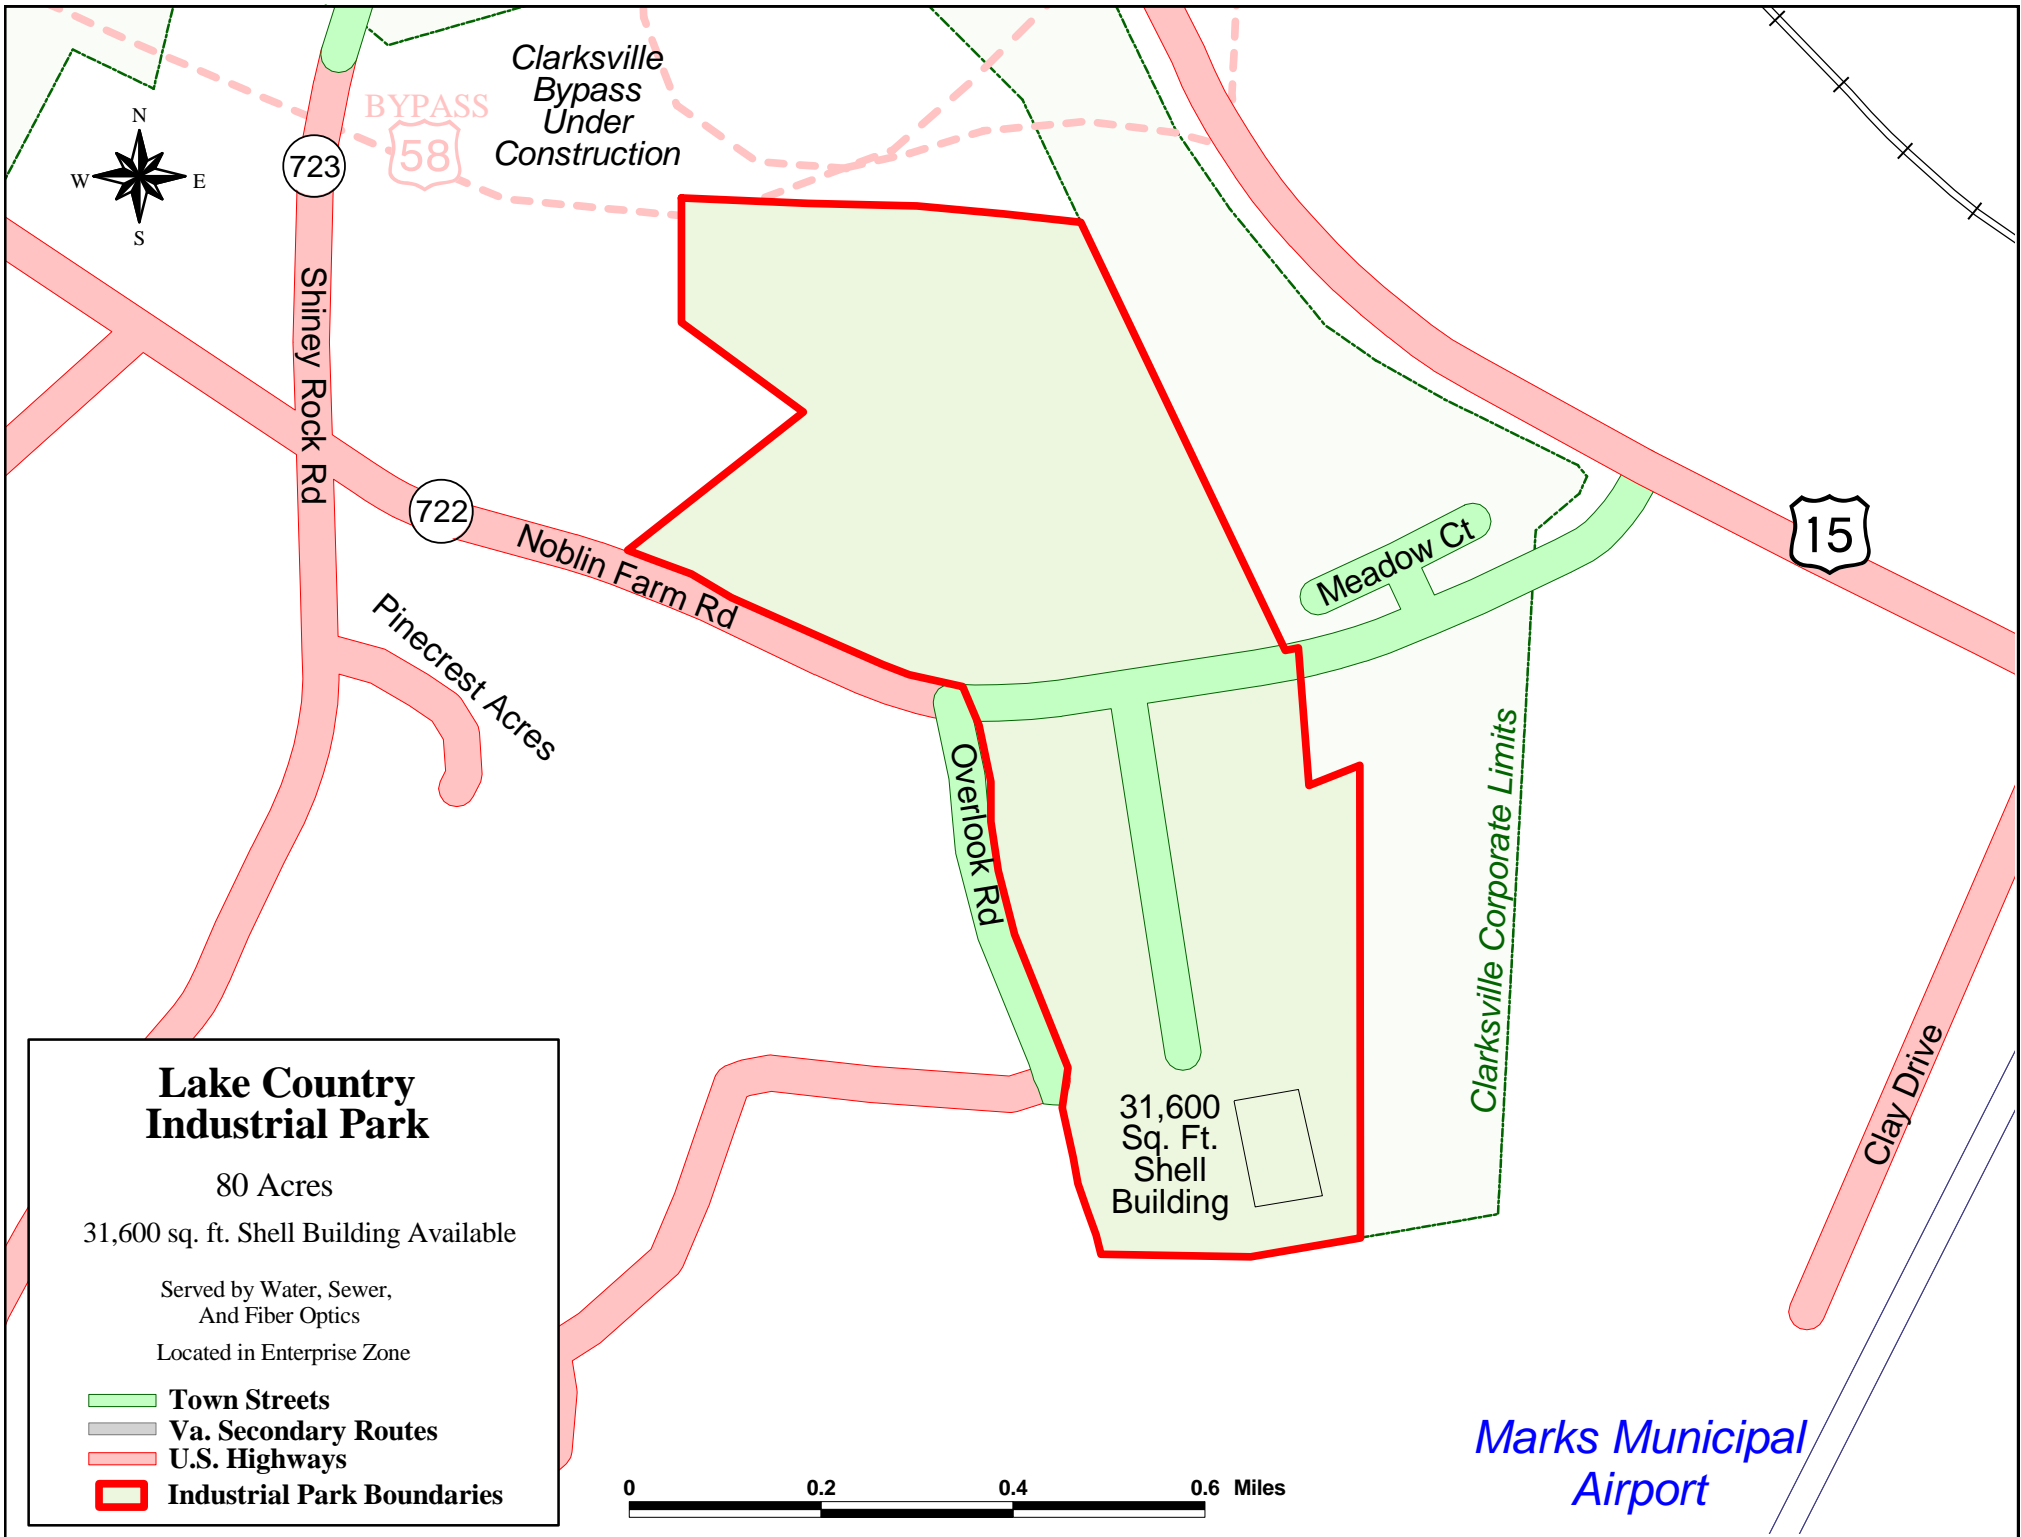 Clarksville
Bypass
Under
Construction
BYPASS
58
N
W
E
S
723
Shiney Rock Rd
722
Noblin Farm Rd
Pinecrest Acres
Meadow Ct
15
Overlook Rd
Clarksville Corporate Limits
Clay Drive
31,600
Sq. Ft.
Shell
Building
Lake Country
Industrial Park
80 Acres
31,600 sq. ft. Shell Building Available
Served by Water, Sewer,
And Fiber Optics
Located in Enterprise Zone
Town Streets
Va. Secondary Routes
U.S. Highways
Industrial Park Boundaries
0 0.2 0.4 0.6 Miles
Marks Municipal
Airport